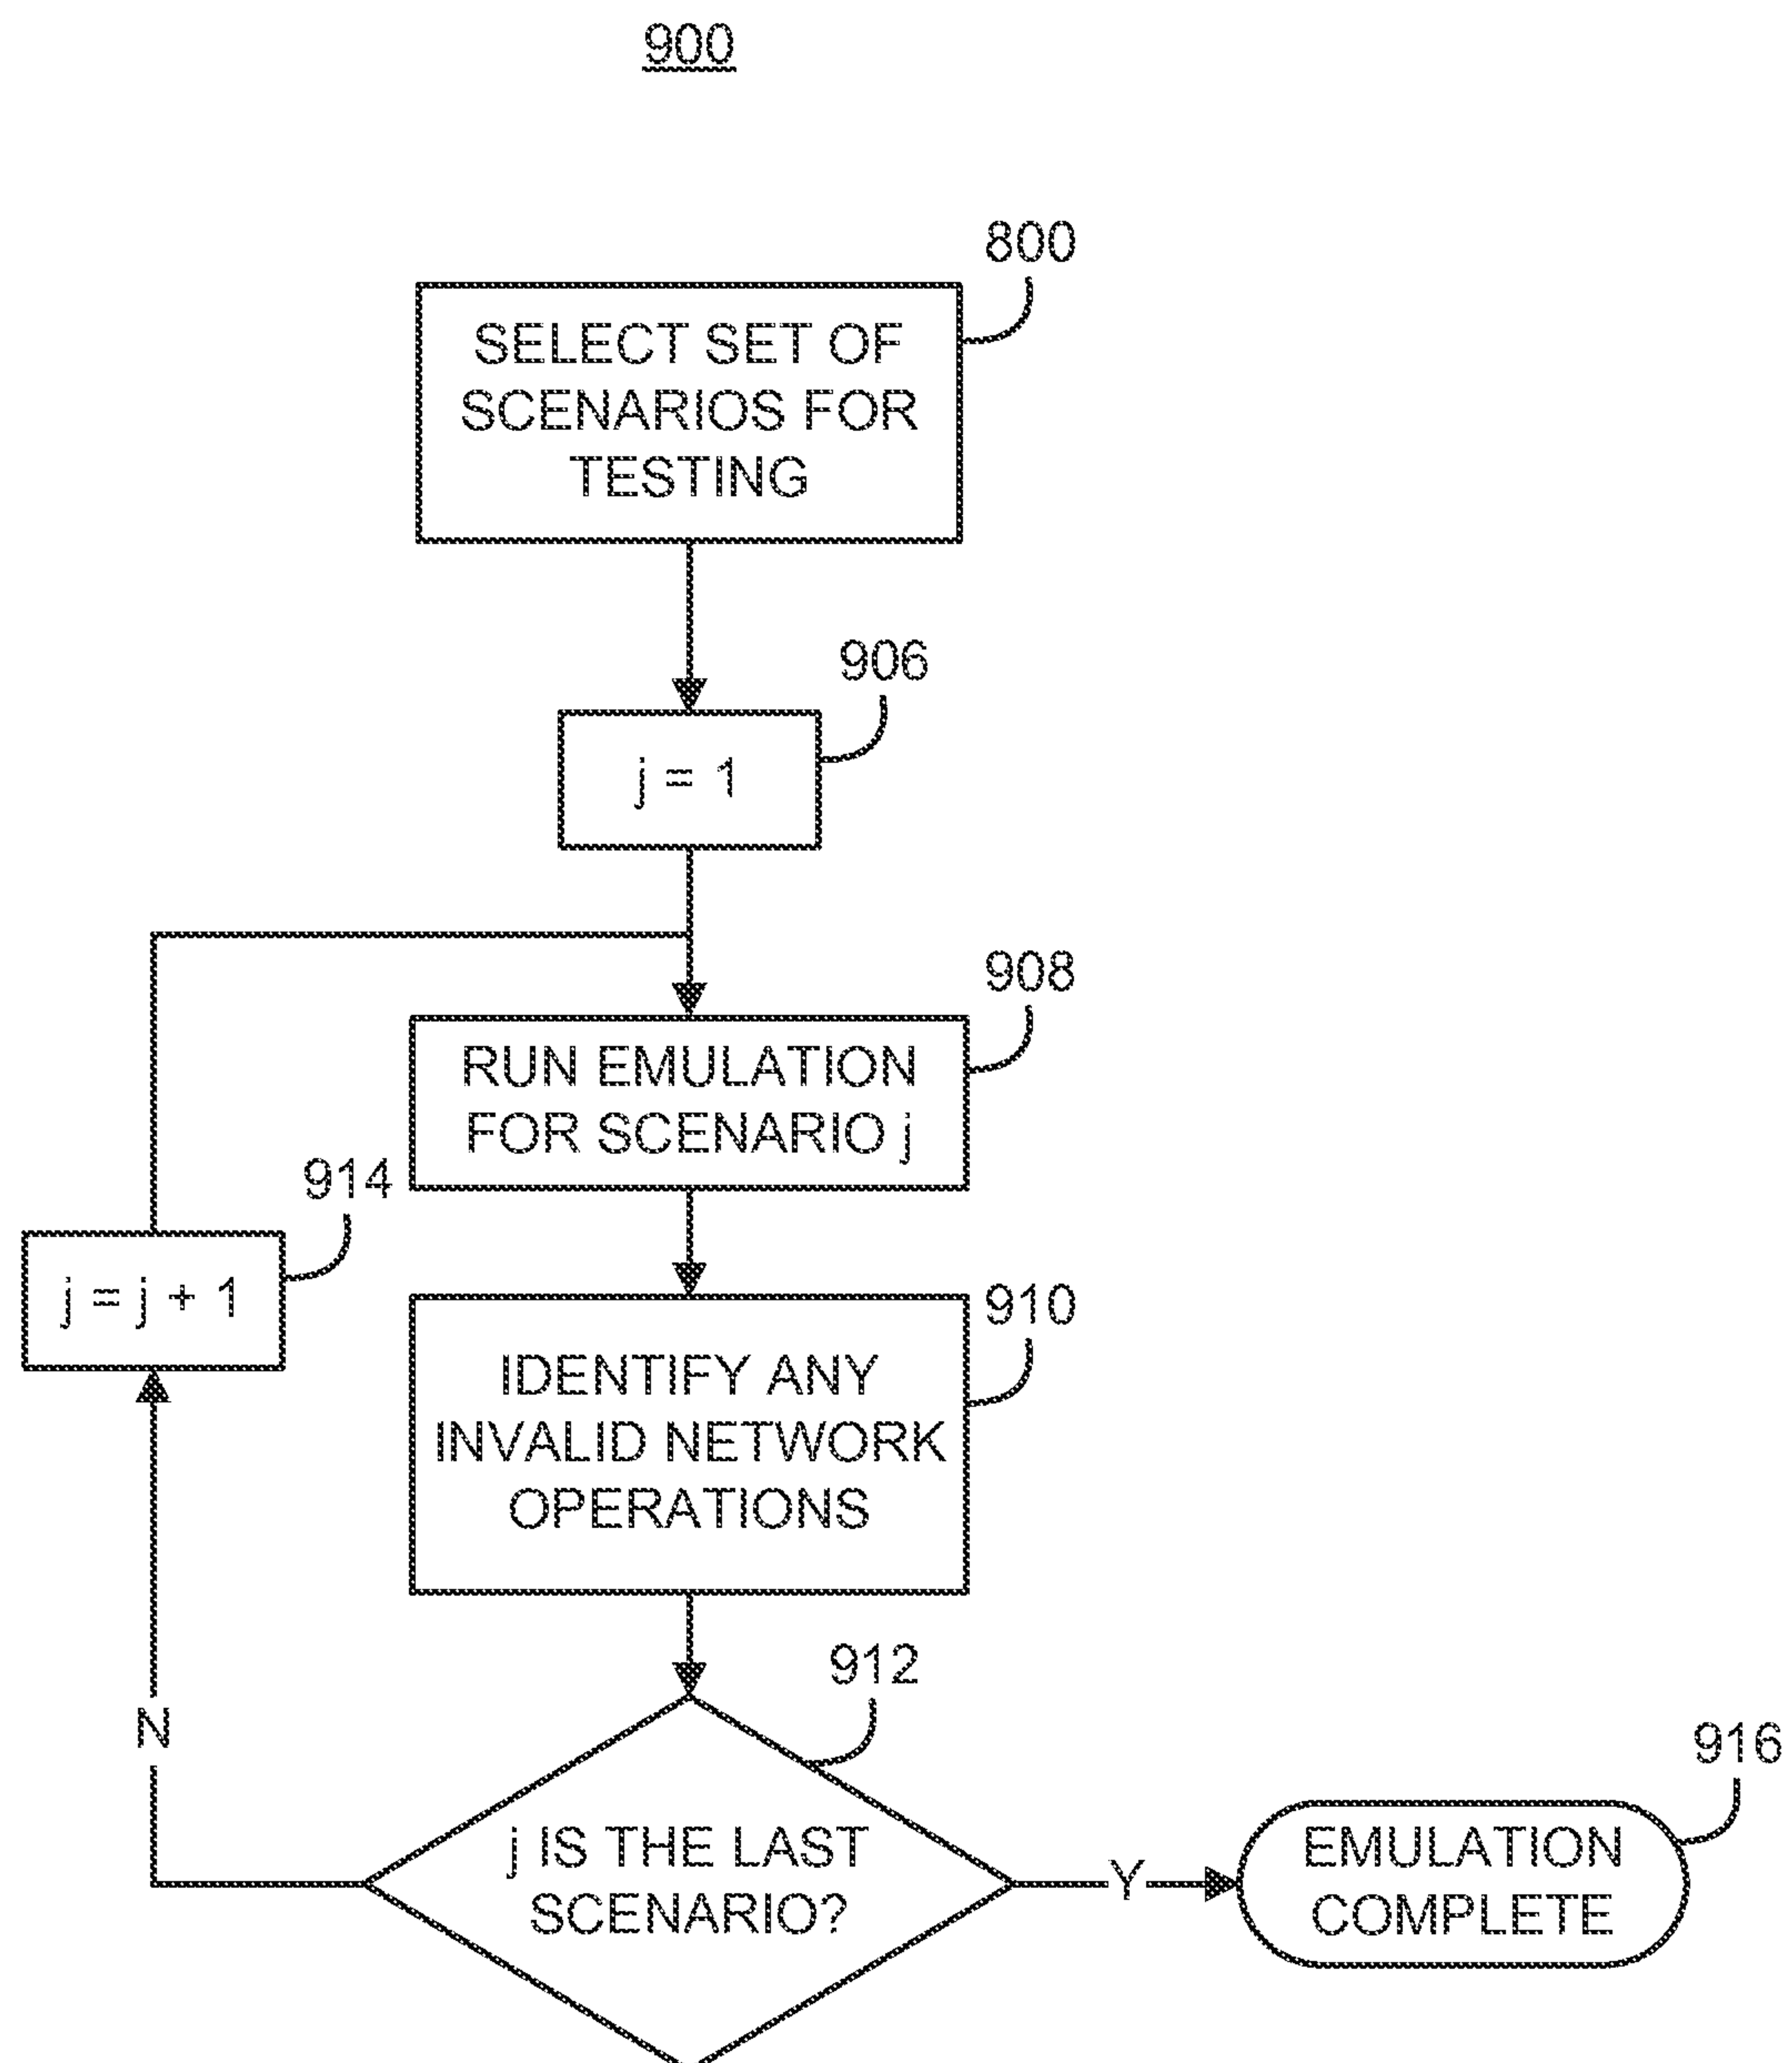 900
800
SELECT SET OF
SCENARIOS FOR
TESTING
906
j = 1
908
RUN EMULATION
FOR SCENARIO j
914
j = j + 1
910
IDENTIFY ANY
INVALID NETWORK
OPERATIONS
912
N
j IS THE LAST
SCENARIO?
Y
916
EMULATION
COMPLETE